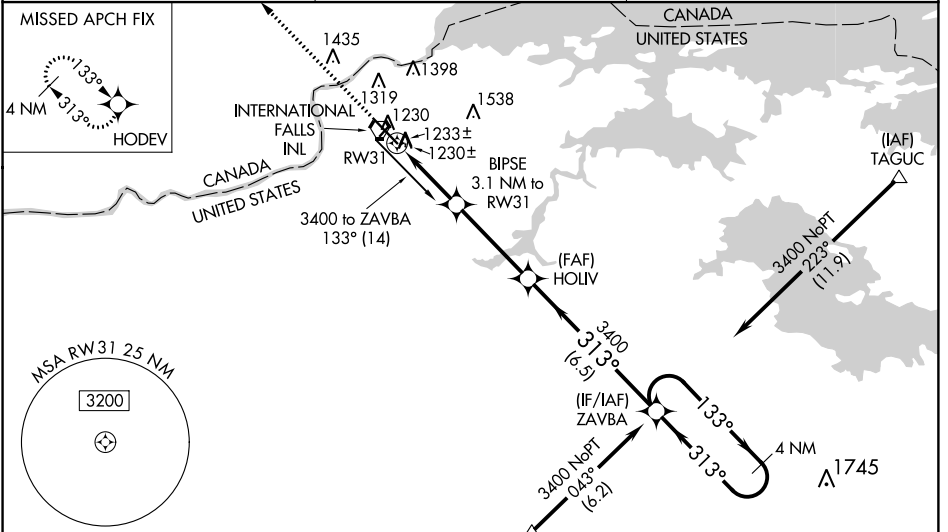 MISSED APCH FIX
133°
4 NM
313°
HODEV
CANADA
UNITED STATES
1435
1398
1319
1538
INTERNATIONAL
FALLS
INL
1230
1233±
1230±
RW31
BIPSE
3.1 NM to
RW31
(IAF)
TAGUC
CANADA
UNITED STATES
3400 to ZAVBA
133° (14)
3400 NoPT
223°
(11.9)
(FAF)
HOLIV
3400
313°
(6.5)
MSA RW31 25 NM
3200
(IF/IAF)
ZAVBA
133°
313°
4 NM
1745
3400 NoPT
043°
(6.2)